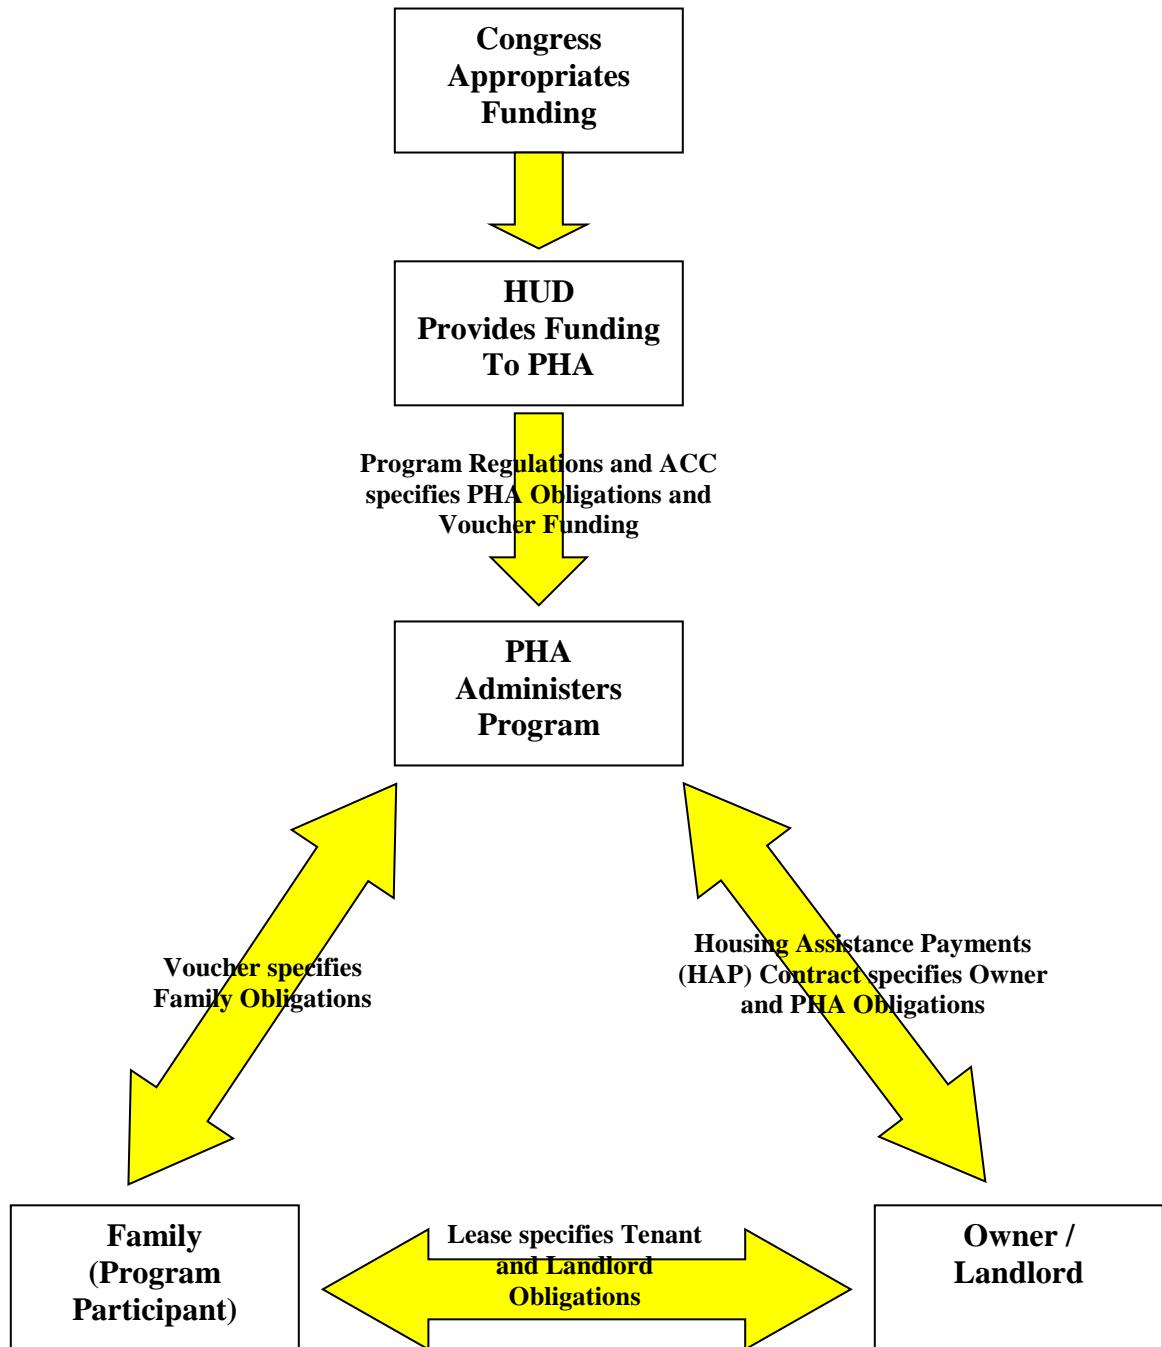 Congress
Appropriates
Funding
HUD
Provides Funding
To PHA
Program Regulations and ACC
specifies PHA Obligations and
Voucher Funding
PHA
Administers
Program
Voucher specifies
Family Obligations
Housing Assistance Payments
(HAP) Contract specifies Owner
and PHA Obligations
Family
(Program
Participant)
Lease specifies Tenant
and Landlord
Obligations
Owner /
Landlord